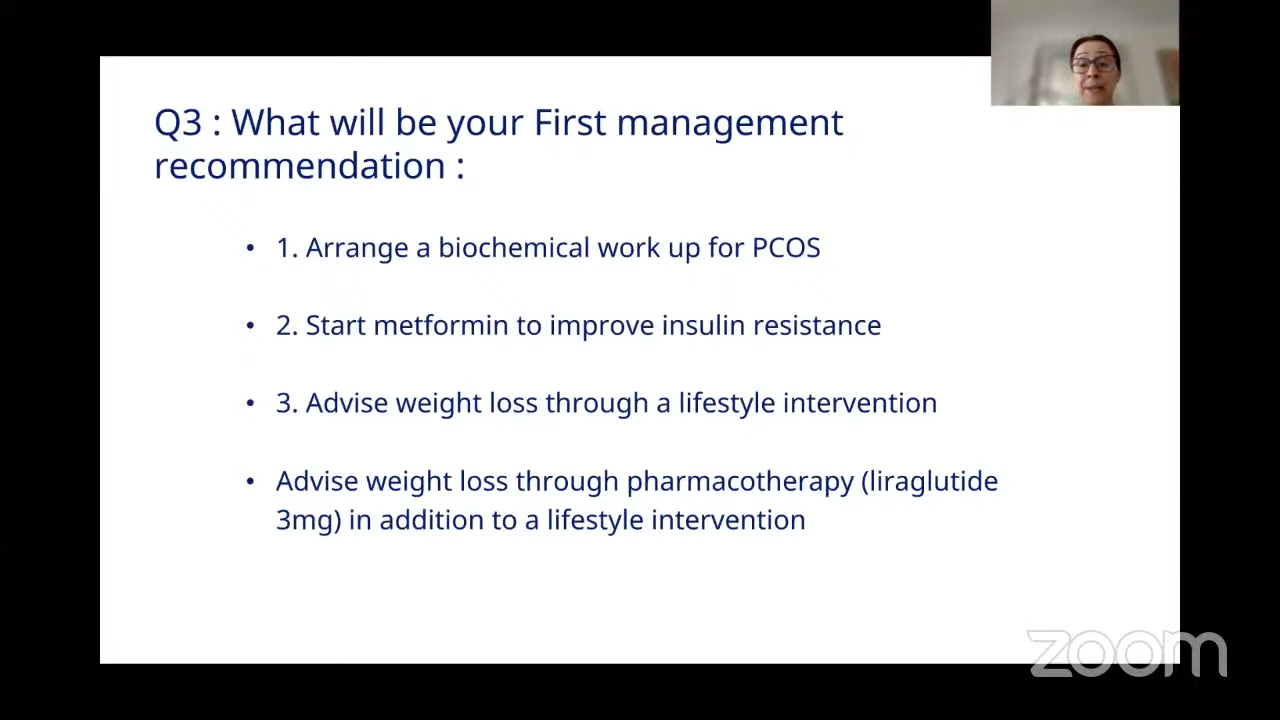 Q3 : What will be your First management
recommendation :
• 1. Arrange a biochemical work up for PCOS
• 2. Start metformin to improve insulin resistance
• 3. Advise weight loss through a lifestyle intervention
• Advise weight loss through pharmacotherapy (liraglutide
3mg) in addition to a lifestyle intervention
zoom